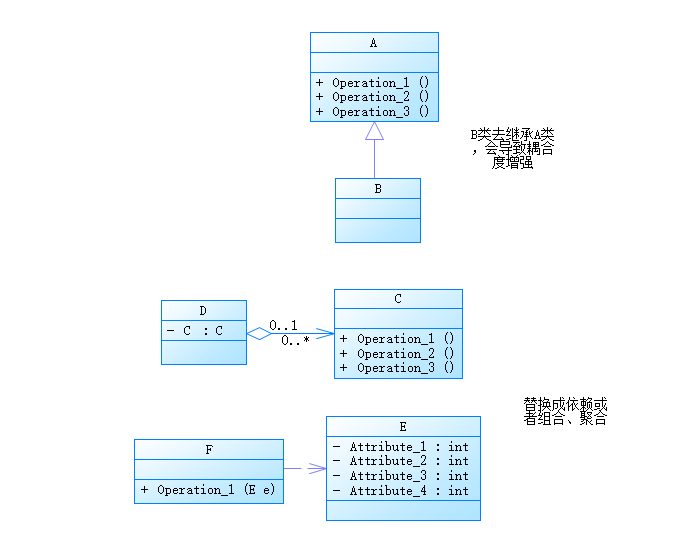 A
+ Operation_1 ()
+ Operation_2 ()
+ Operation_3 ()
B类去继承A类
，会导致耦合
度增强
B
D
- C : C
0..1
0..*
C
+ Operation_1 ()
+ Operation_2 ()
+ Operation_3 ()
替换成依赖或
者组合、聚合
F
+ Operation_1 (E e)
E
- Attribute_1 : int
- Attribute_2 : int
- Attribute_3 : int
- Attribute_4 : int